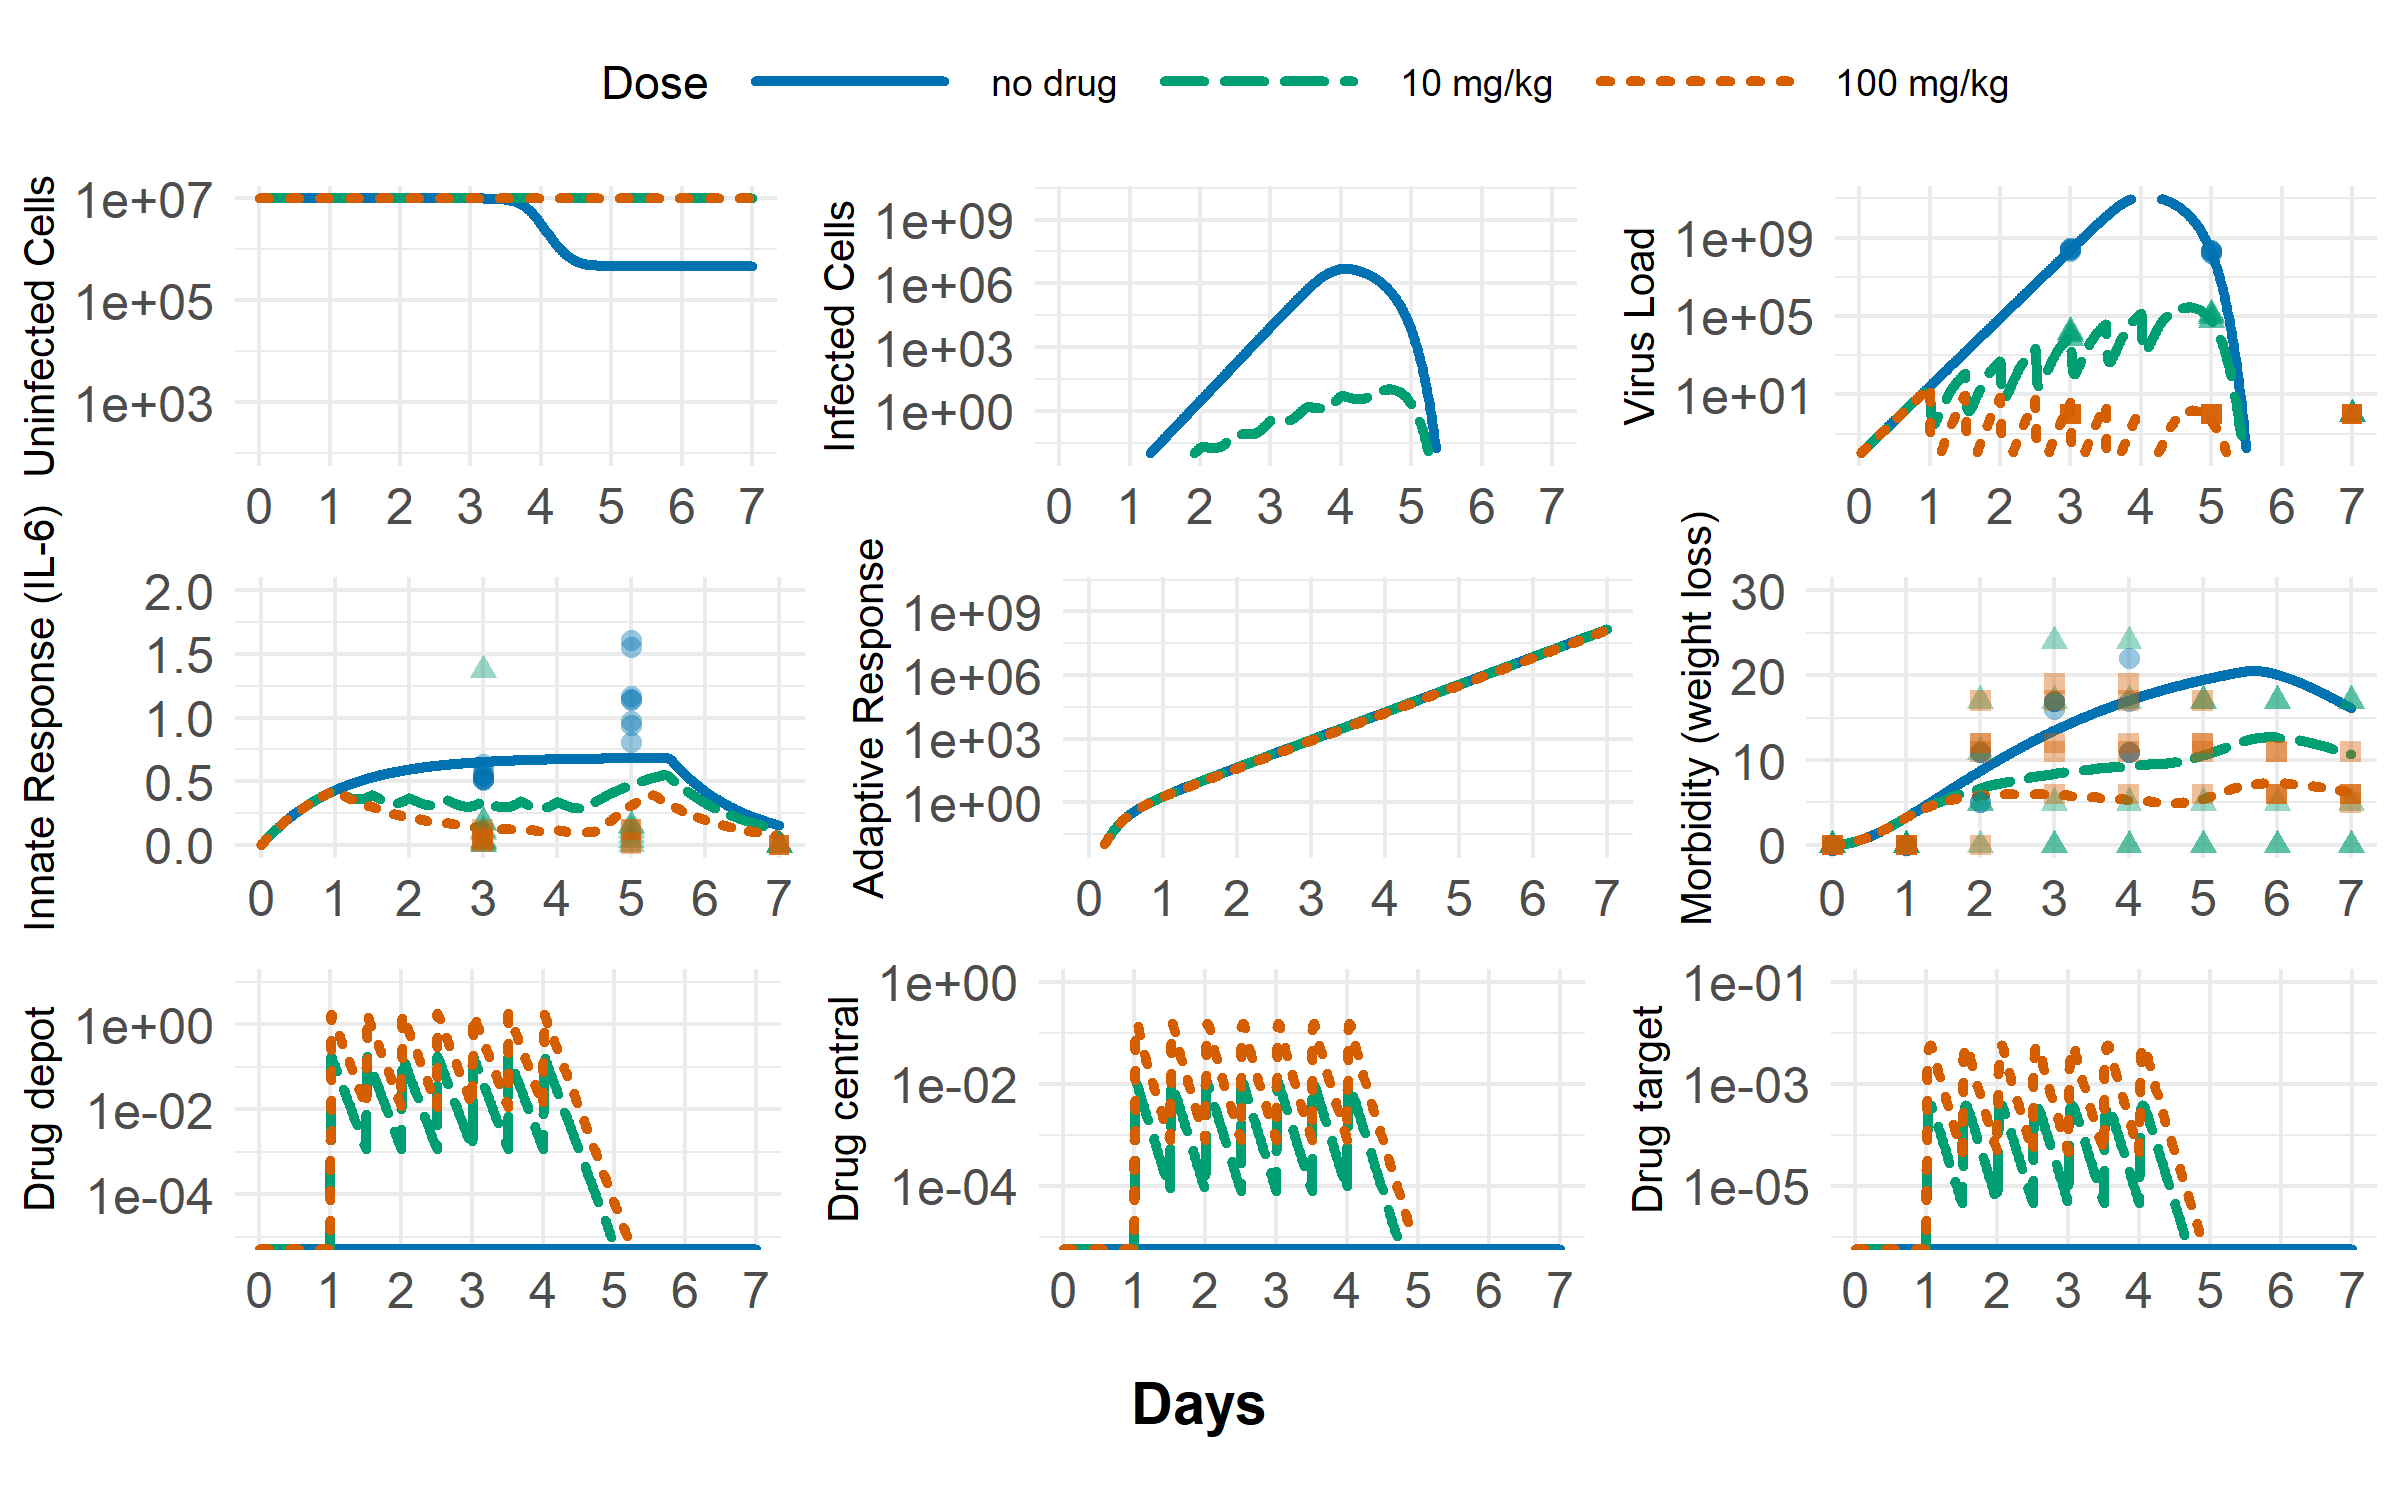 Dose no drug 10 mg/kg 100 mg/kg
Uninfected Cells
1e+07
1e+05
1e+03
0 1 2 3 4 5 6 7
Infected Cells
1e+09
1e+06
1e+03
1e+00
0 1 2 3 4 5 6 7
Virus Load
1e+09
1e+05
1e+01
0 1 2 3 4 5 6 7
Innate Response (IL-6)
2.0
1.5
1.0
0.5
0.0
0 1 2 3 4 5 6 7
Adaptive Response
1e+09
1e+06
1e+03
1e+00
0 1 2 3 4 5 6 7
Morbidity (weight loss)
30
20
10
0
0 1 2 3 4 5 6 7
Drug depot
1e+00
1e-02
1e-04
0 1 2 3 4 5 6 7
Drug central
1e+00
1e-02
1e-04
0 1 2 3 4 5 6 7
Drug target
1e-01
1e-03
1e-05
0 1 2 3 4 5 6 7
Days